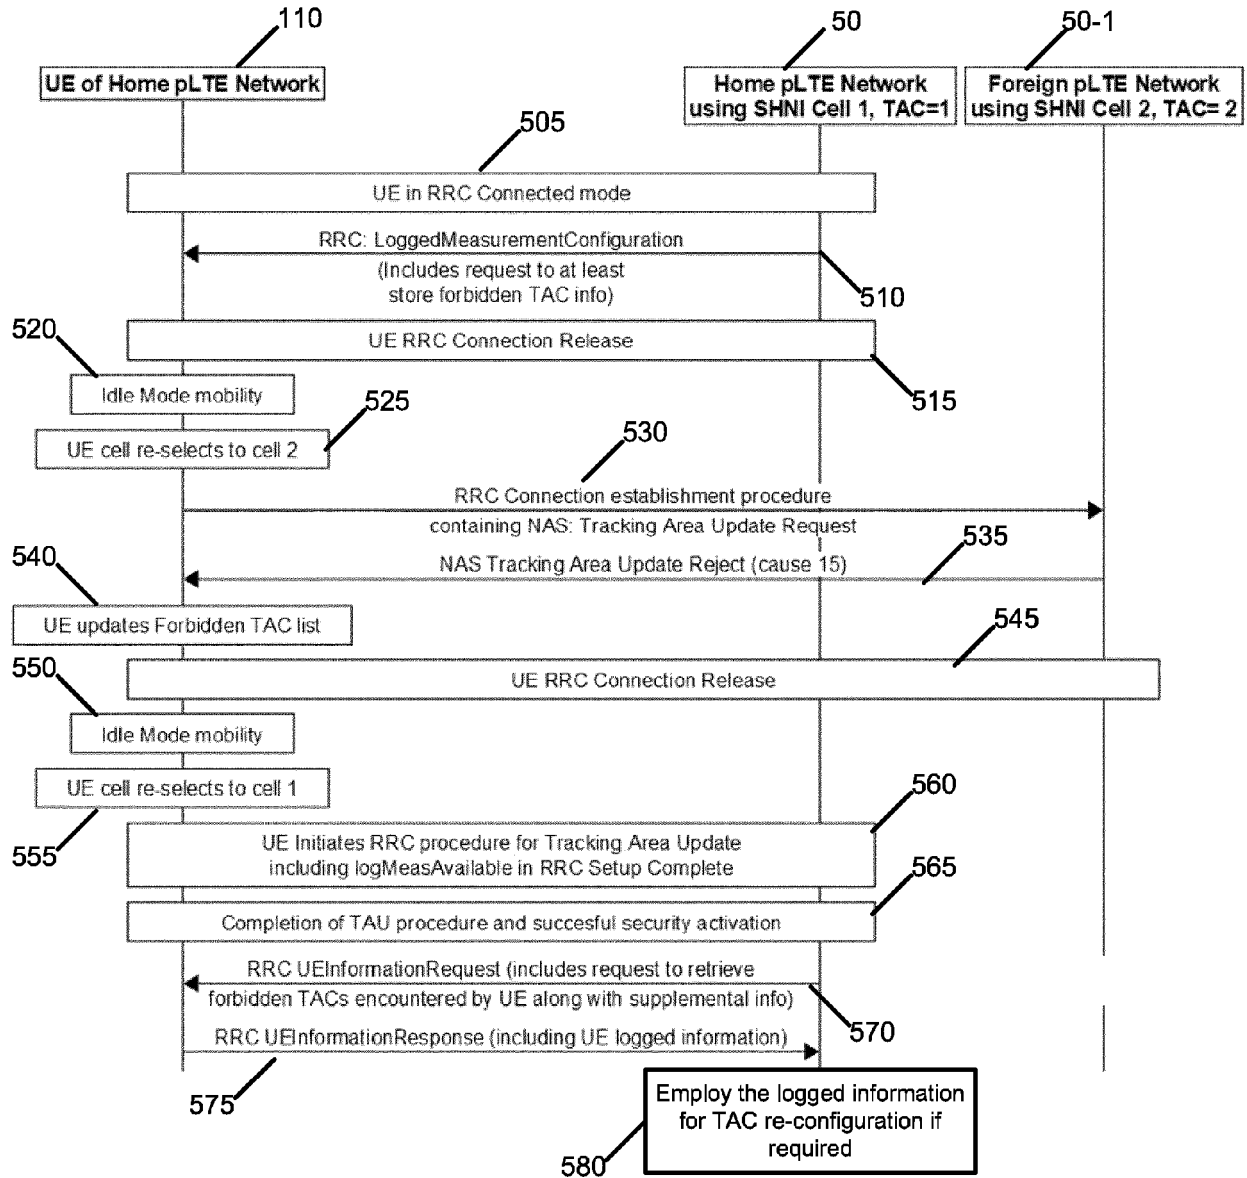 110
50
50-1
UE of Home pLTE Network
Home pLTE Network
using SHNI Cell 1, TAC=1
Foreign pLTE Network
using SHNI Cell 2, TAC= 2
505
UE in RRC Connected mode
RRC: LoggedMeasurementConfiguration
(Includes request to at least
store forbidden TAC info)
510
520
UE RRC Connection Release
515
Idle Mode mobility
525
UE cell re-selects to cell 2
530
RRC Connection establishment procedure
containing NAS: Tracking Area Update Request
535
NAS Tracking Area Update Reject (cause 15)
540
UE updates Forbidden TAC list
545
UE RRC Connection Release
550
Idle Mode mobility
UE cell re-selects to cell 1
555
560
UE Initiates RRC procedure for Tracking Area Update
including logMeasAvailable in RRC Setup Complete
565
Completion of TAU procedure and succesful security activation
RRC UEInformationRequest (includes request to retrieve
forbidden TACs encountered by UE along with supplemental info)
570
RRC UEInformationResponse (including UE logged information)
575
Employ the logged information
for TAC re-configuration if
required
580